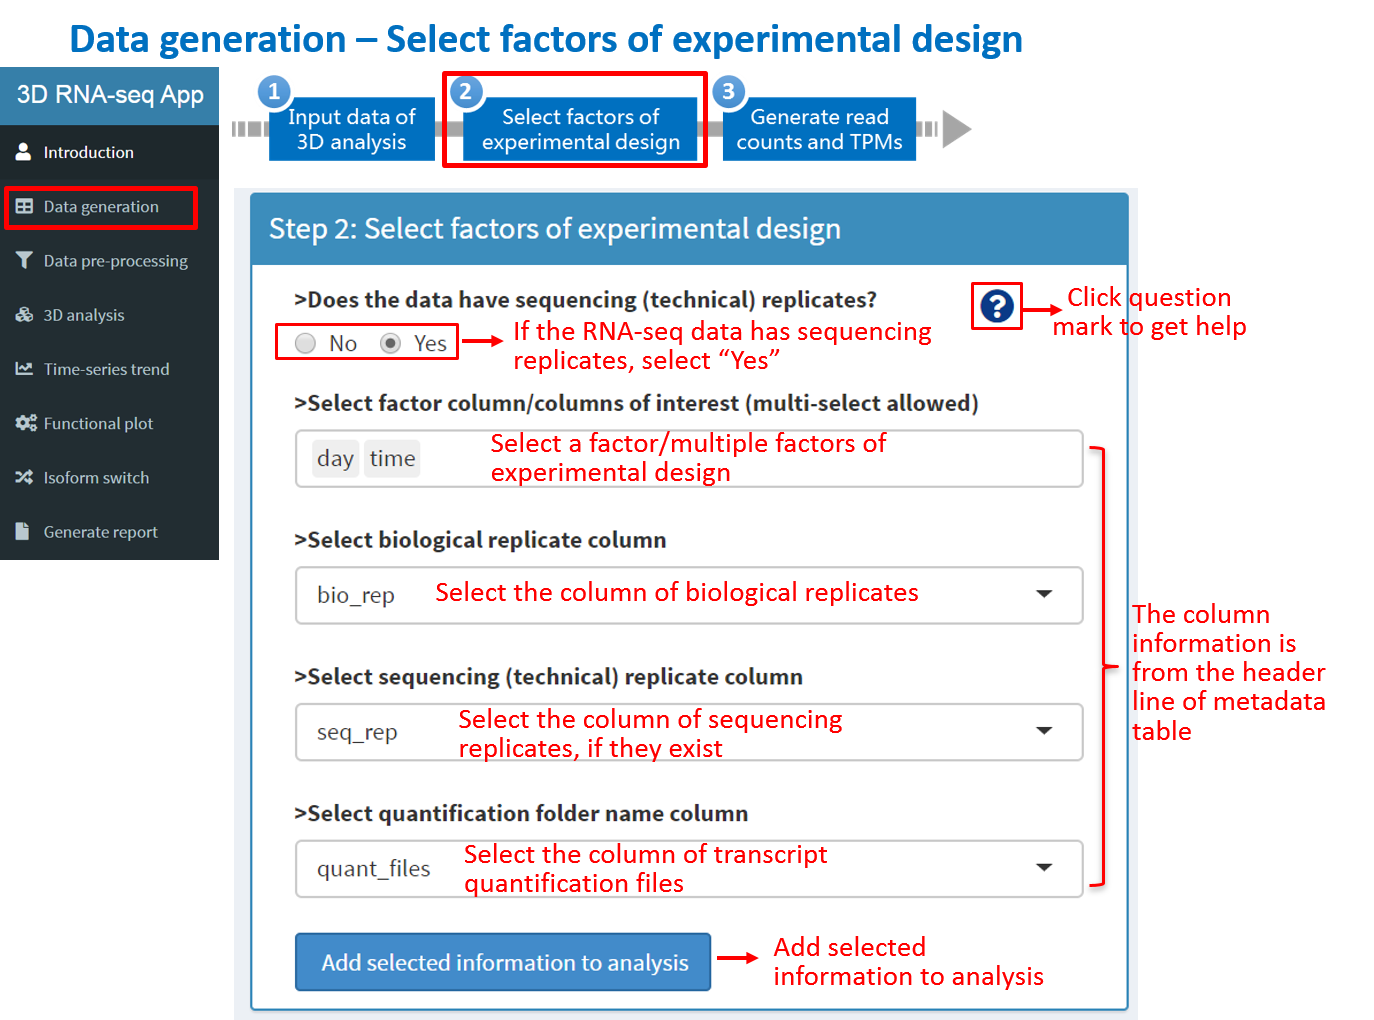 Data generation – Select factors of experimental design
3D RNA-seq App
Introduction
Data generation
Data pre-processing
3D analysis
Time-series trend
Functional plot
Isoform switch
Generate report
1
Input data of
3D analysis
2
Select factors of
experimental design
3
Generate read
counts and TPMs
Step 2: Select factors of experimental design
>Does the data have sequencing (technical) replicates?
No Yes
If the RNA-seq data has sequencing
replicates, select “Yes”
?
Click question
mark to get help
>Select factor column/columns of interest (multi-select allowed)
day time
Select a factor/multiple factors of
experimental design
>Select biological replicate column
bio_rep
Select the column of biological replicates
>Select sequencing (technical) replicate column
seq_rep
Select the column of sequencing
replicates, if they exist
>Select quantification folder name column
quant_files
Select the column of transcript
quantification files
The column
information is
from the header
line of metadata
table
Add selected information to analysis
Add selected
information to analysis